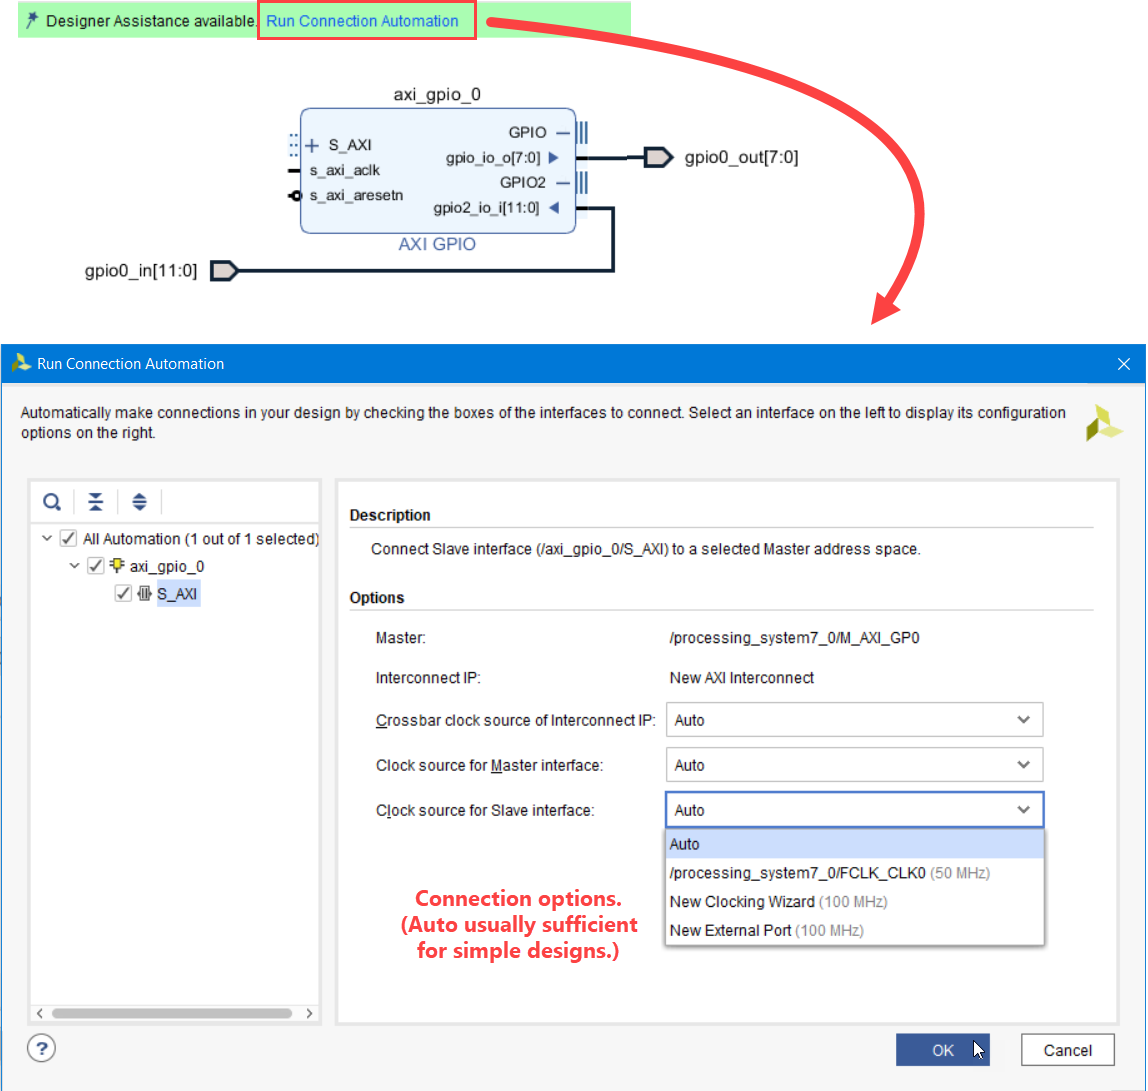 Designer Assistance available. Run Connection Automation
axi_gpio_0
GPIO
S_AXI
gpio_io_o[7:0]
gpio0_out[7:0]
s_axi_aclk
GPIO2
s_axi_aresetn
gpio2_io_i[11:0]
AXI GPIO
gpio0_in[11:0]
Run Connection Automation
Automatically make connections in your design by checking the boxes of the interfaces to connect. Select an interface on the left to display its configuration
options on the right.
All Automation (1 out of 1 selected)
axi_gpio_0
S_AXI
Description
Connect Slave interface (/axi_gpio_0/S_AXI) to a selected Master address space.
Options
Master: /processing_system7_0/M_AXI_GP0
Interconnect IP: New AXI Interconnect
Crossbar clock source of Interconnect IP: Auto
Clock source for Master interface: Auto
Clock source for Slave interface: Auto
Auto
/processing_system7_0/FCLK_CLK0 (50 MHz)
New Clocking Wizard (100 MHz)
New External Port (100 MHz)
Connection options.
(Auto usually sufficient
for simple designs.)
?
OK
Cancel